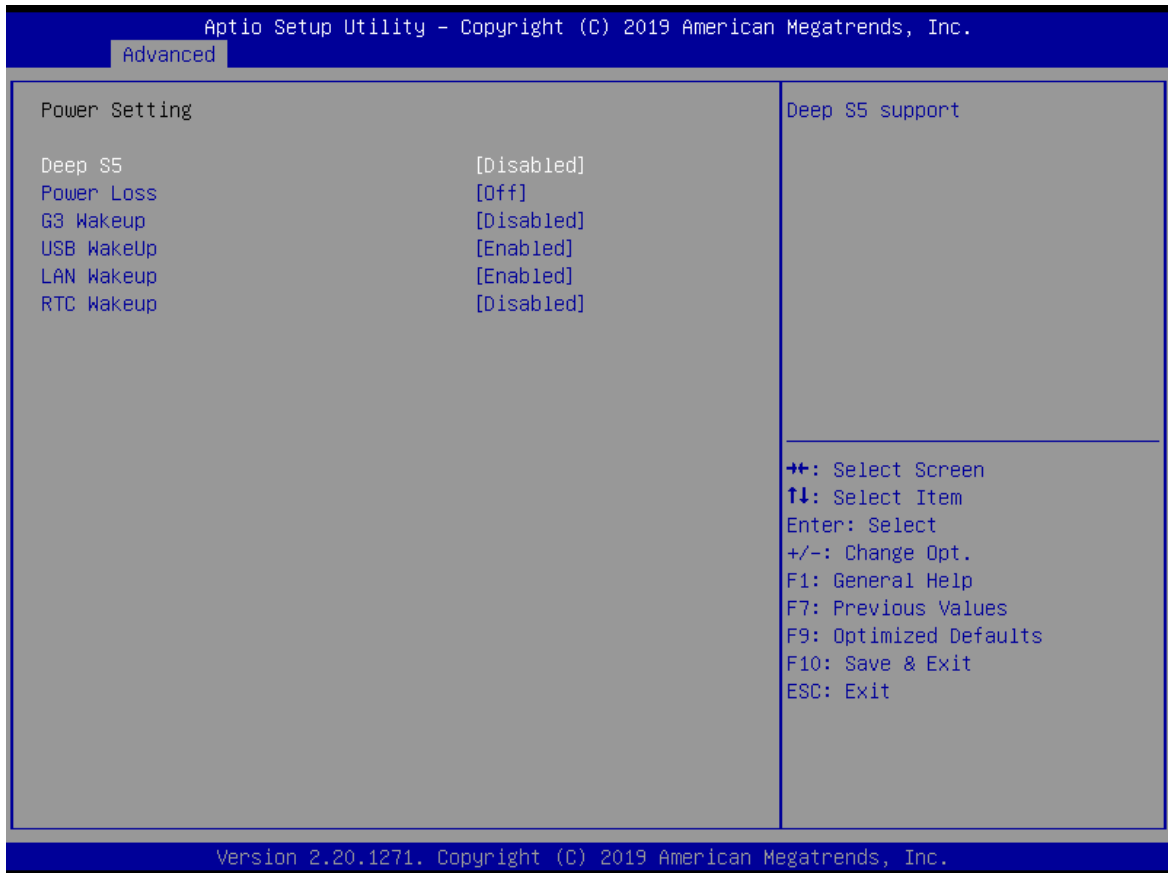 Aptio Setup Utility – Copyright (C) 2019 American Megatrends, Inc.
Advanced
Power Setting
Deep S5 [Disabled]
Power Loss [Off]
G3 Wakeup [Disabled]
USB WakeUp [Enabled]
LAN Wakeup [Enabled]
RTC Wakeup [Disabled]
Deep S5 support
→←: Select Screen
↑↓: Select Item
Enter: Select
+/-: Change Opt.
F1: General Help
F7: Previous Values
F9: Optimized Defaults
F10: Save & Exit
ESC: Exit
Version 2.20.1271. Copyright (C) 2019 American Megatrends, Inc.